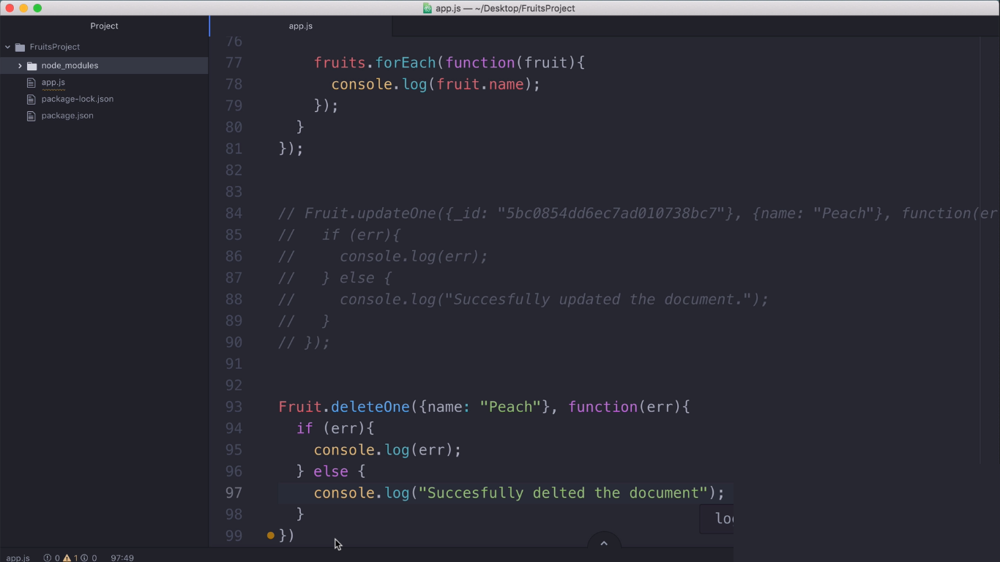 app.js — ~/Desktop/FruitsProject
Project
app.js
FruitsProject
node_modules
app.js
package-lock.json
package.json
76
77 fruits.forEach(function(fruit){
78 console.log(fruit.name);
79 });
80 }
81 });
82
83
84 // Fruit.updateOne({_id: "5bc0854dd6ec7ad010738bc7"}, {name: "Peach"}, function(er
85 // if (err){
86 // console.log(err);
87 // } else {
88 // console.log("Succesfully updated the document.");
89 // }
90 // });
91
92
93 Fruit.deleteOne({name: "Peach"}, function(err){
94 if (err){
95 console.log(err);
96 } else {
97 console.log("Succesfully delted the document");
98 }
99 })
app.js 0 1 0 97:49